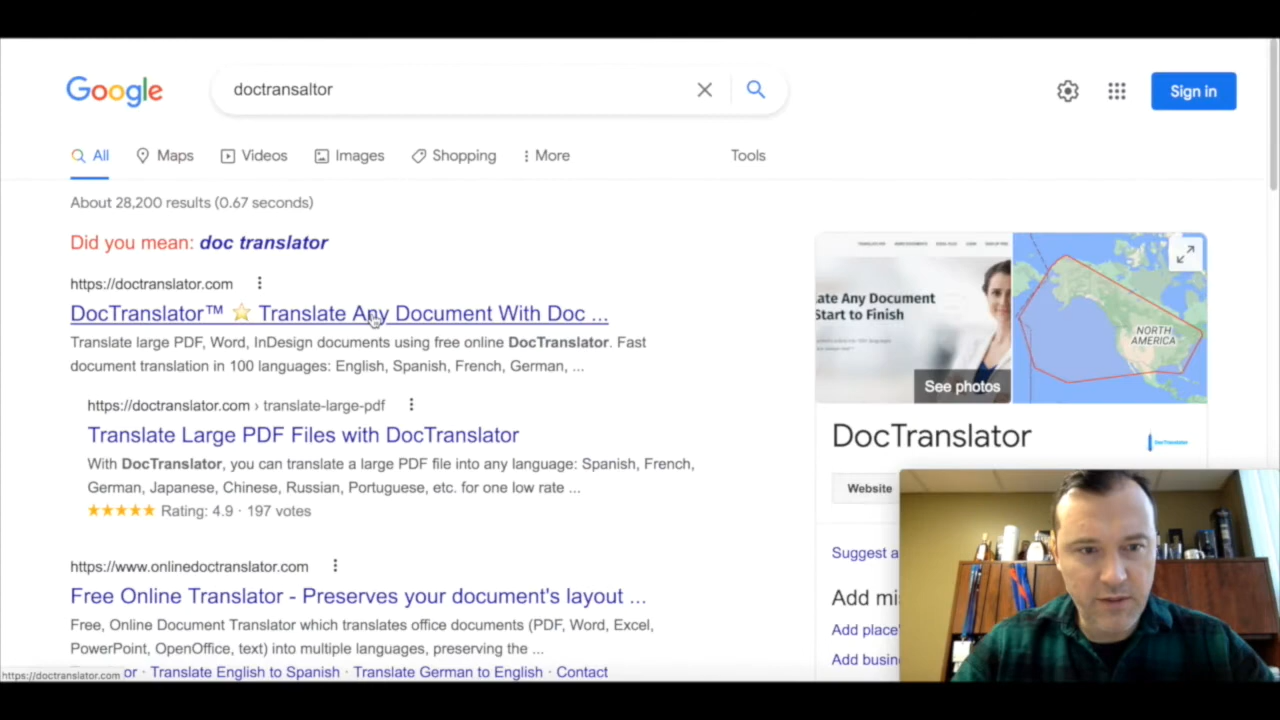 Google
doctransaltor
Sign in
All
Maps
Videos
Images
Shopping
More
Tools
About 28,200 results (0.67 seconds)
Did you mean: doc translator
https://doctranslator.com
DocTranslator™ ⭐ Translate Any Document With Doc ...
Translate large PDF, Word, InDesign documents using free online DocTranslator. Fast
document translation in 100 languages: English, Spanish, French, German, ...
https://doctranslator.com › translate-large-pdf
Translate Large PDF Files with DocTranslator
With DocTranslator, you can translate a large PDF file into any language: Spanish, French,
German, Japanese, Chinese, Russian, Portuguese, etc. for one low rate ...
★★★★★ Rating: 4.9 · 197 votes
https://www.onlinedoctranslator.com
Free Online Translator - Preserves your document's layout ...
Free, Online Document Translator which translates office documents (PDF, Word, Excel,
PowerPoint, OpenOffice, text) into multiple languages, preserving the ...
or · Translate English to Spanish · Translate German to English · Contact
https://doctranslator.com
ate Any Document
Start to Finish
See photos
NORTH
AMERICA
DocTranslator
DocTranslator
Website
Suggest a
Add mi
Add place'
Add busin